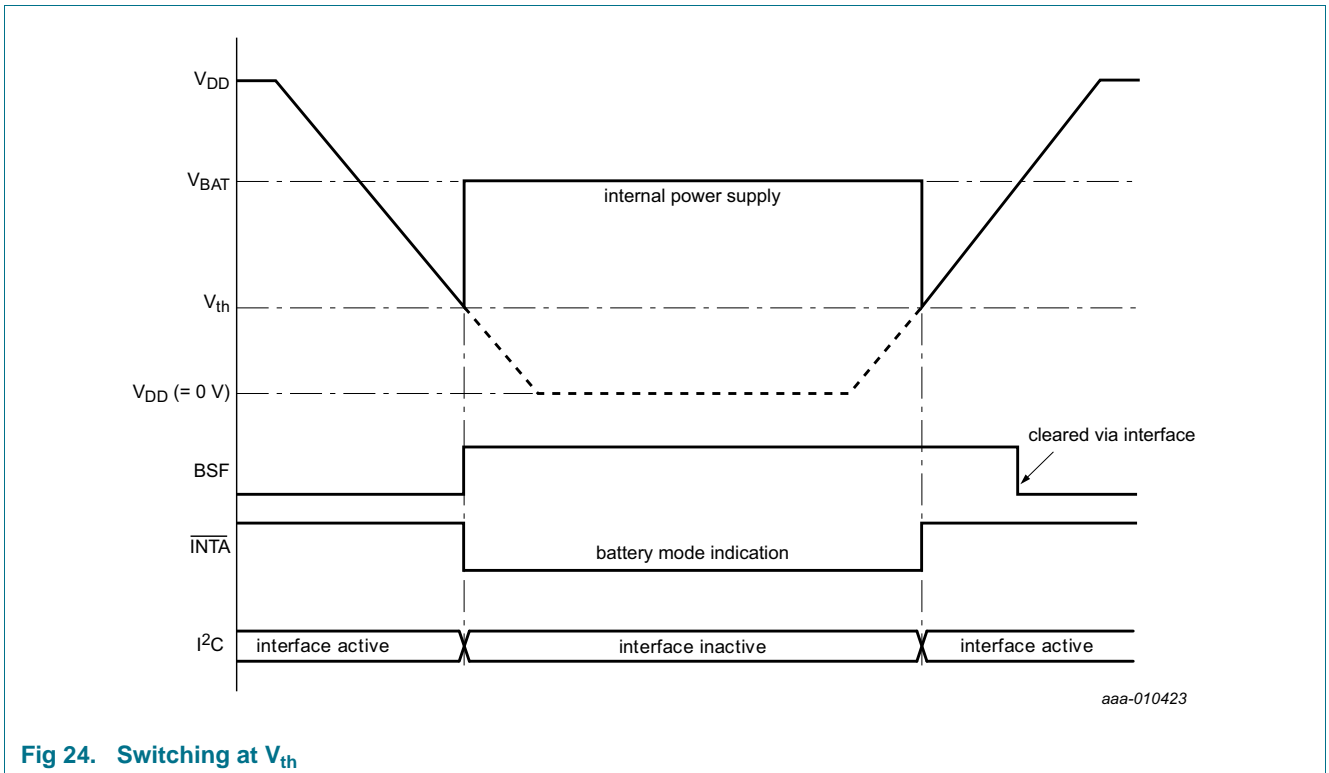 VDD
VBAT
internal power supply
Vth
VDD (= 0 V)
cleared via interface
BSF
INTA
battery mode indication
I2C
interface active
interface inactive
interface active
aaa-010423
Fig 24. Switching at Vth